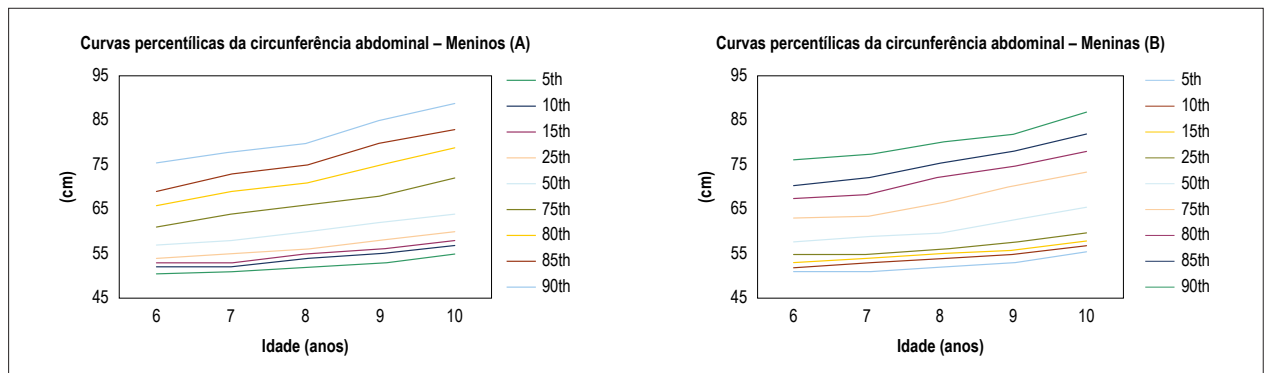 Curvas percentílicas da circunferência abdominal – Meninos (A)
95
85
75
65
55
45
(cm)
6 7 8 9 10
Idade (anos)
5th
10th
15th
25th
50th
75th
80th
85th
90th
Curvas percentílicas da circunferência abdominal – Meninas (B)
95
85
75
65
55
45
(cm)
6 7 8 9 10
Idade (anos)
5th
10th
15th
25th
50th
75th
80th
85th
90th